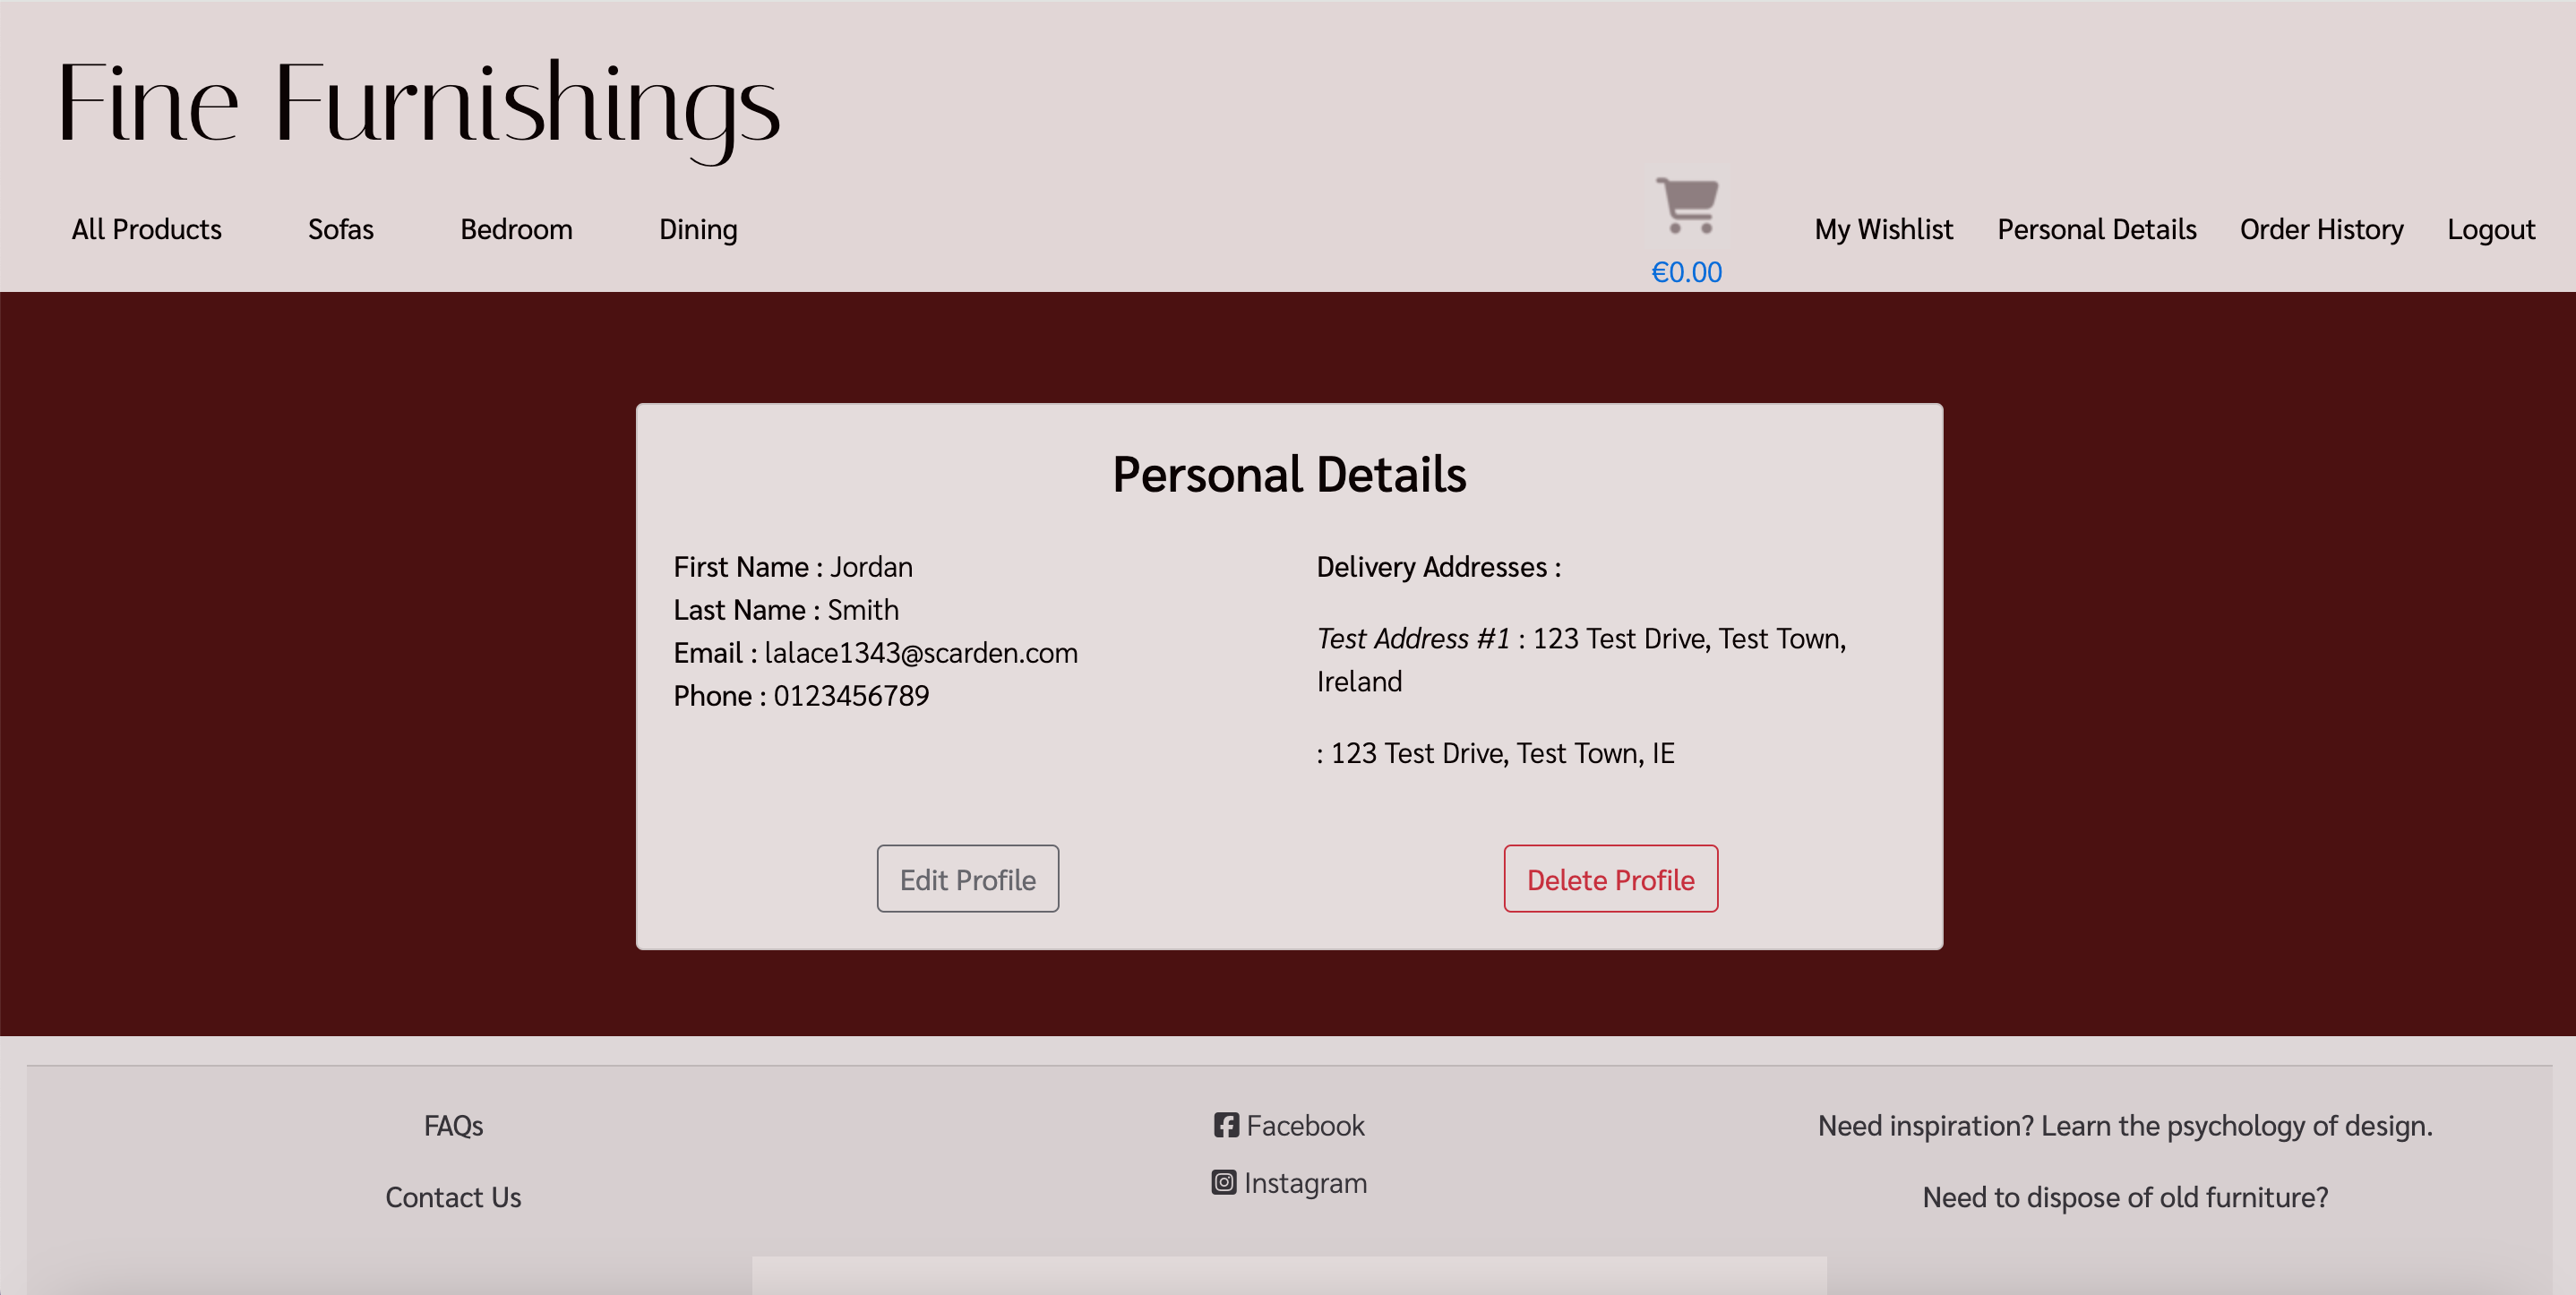 Fine Furnishings
All Products Sofas Bedroom Dining
€0.00
My Wishlist Personal Details Order History Logout
Personal Details
First Name : Jordan
Last Name : Smith
Email : lalace1343@scarden.com
Phone : 0123456789
Delivery Addresses :
Test Address #1 : 123 Test Drive, Test Town,
Ireland
: 123 Test Drive, Test Town, IE
Edit Profile
Delete Profile
FAQs
Contact Us
Facebook
Instagram
Need inspiration? Learn the psychology of design.
Need to dispose of old furniture?